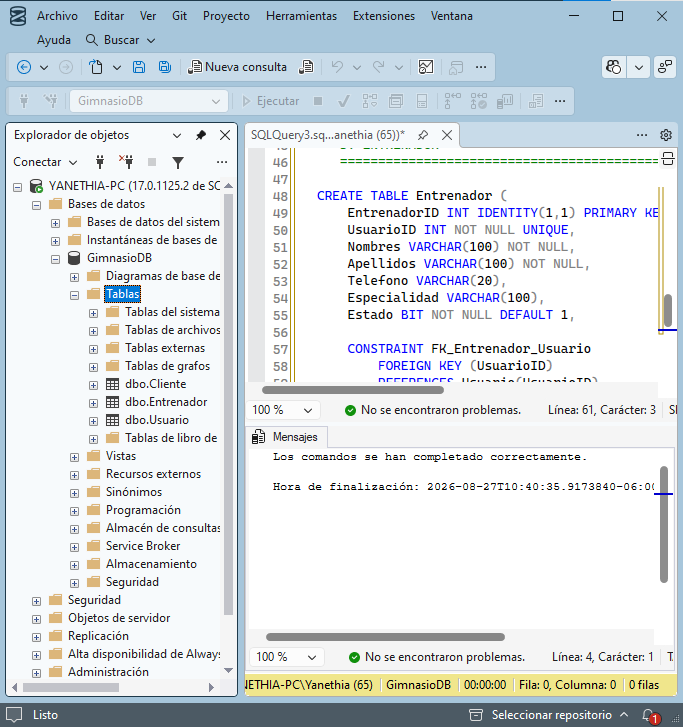 Archivo Editar Ver Git Proyecto Herramientas Extensiones Ventana
Ayuda Buscar
Nueva consulta
GimnasioDB Ejecutar
Explorador de objetos
Conectar
YANETHIA-PC (17.0.1125.2 de SC
Bases de datos
Bases de datos del sistem
Instantáneas de bases de
GimnasioDB
Diagramas de base de
Tablas
Tablas del sistema
Tablas de archivos
Tablas externas
Tablas de grafos
dbo.Cliente
dbo.Entrenador
dbo.Usuario
Tablas de libro de
Vistas
Recursos externos
Sinónimos
Programación
Almacén de consultas
Service Broker
Almacenamiento
Seguridad
Seguridad
Objetos de servidor
Replicación
Alta disponibilidad de Always
Administración
SQLQuery3.sq...anethia (65))*
46 ========================================
47
48 CREATE TABLE Entrenador (
49 EntrenadorID INT IDENTITY(1,1) PRIMARY KE
50 UsuarioID INT NOT NULL UNIQUE,
51 Nombres VARCHAR(100) NOT NULL,
52 Apellidos VARCHAR(100) NOT NULL,
53 Telefono VARCHAR(20),
54 Especialidad VARCHAR(100),
55 Estado BIT NOT NULL DEFAULT 1,
56
57 CONSTRAINT FK_Entrenador_Usuario
58 FOREIGN KEY (UsuarioID)
REFERENCES Usuario(UsuarioID)
100 % No se encontraron problemas. Línea: 61, Carácter: 3
Mensajes
Los comandos se han completado correctamente.
Hora de finalización: 2026-08-27T10:40:35.9173840-06:00
100 % No se encontraron problemas. Línea: 4, Carácter: 1
NETHIA-PC\Yanethia (65) GimnasioDB 00:00:00 Fila: 0, Columna: 0 0 filas
Listo Seleccionar repositorio 1